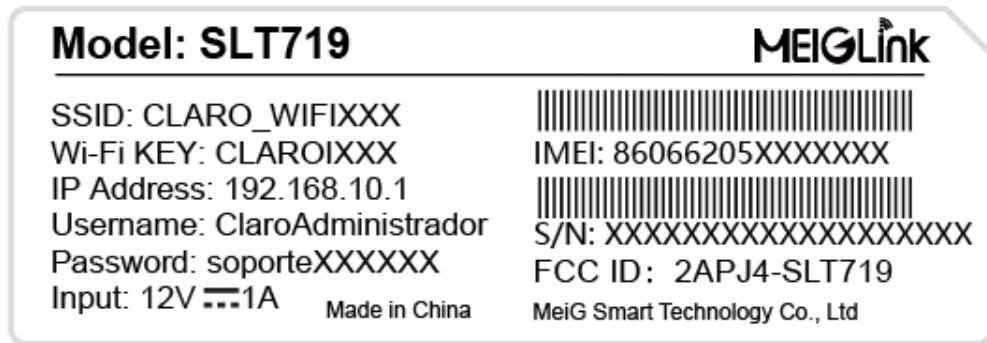 Model: SLT719
MEIGLink
SSID: CLARO_WIFIXXX
Wi-Fi KEY: CLAROIXXX
IP Address: 192.168.10.1
Username: ClaroAdministrador
Password: soporteXXXXXX
Input: 12V 1A
Made in China
IMEI: 86066205XXXXXXX
S/N: XXXXXXXXXXXXXXXXXXX
FCC ID: 2APJ4-SLT719
MeiG Smart Technology Co., Ltd